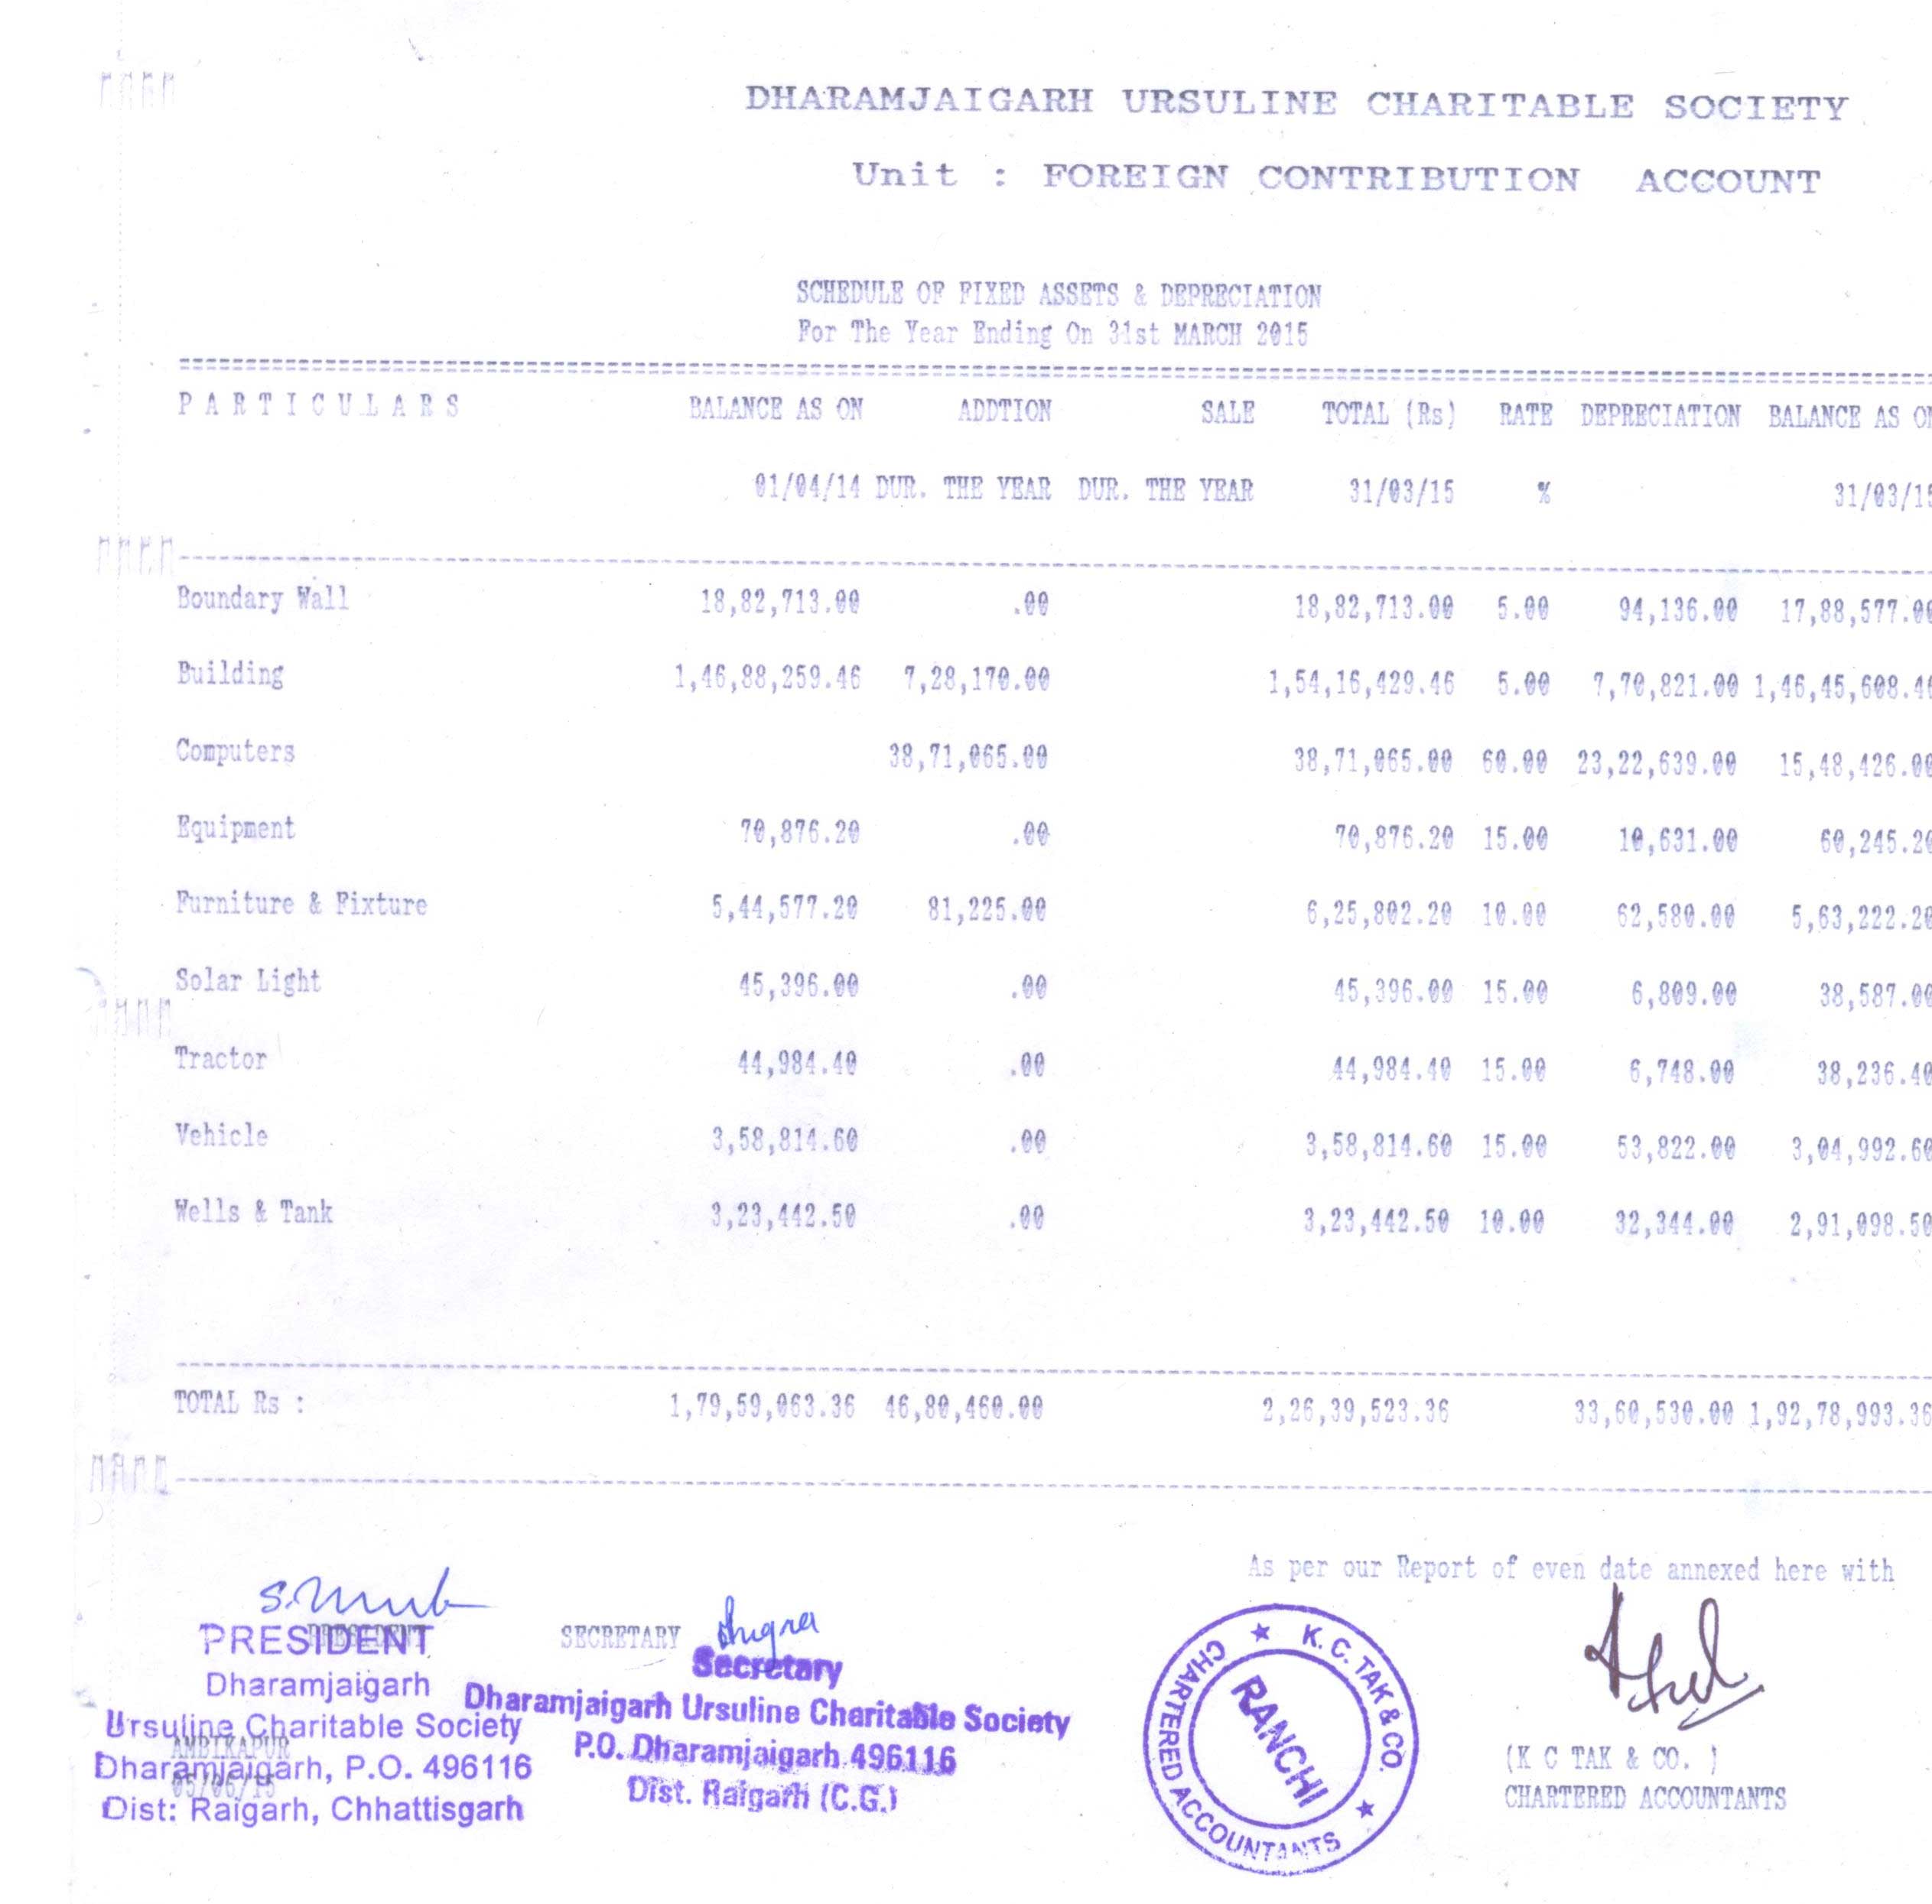 DHARAMJAIGARH URSULINE CHARITABLE SOCIETY
Unit : FOREIGN CONTRIBUTION ACCOUNT
SCHEDULE OF FIXED ASSETS & DEPRECIATION
For The Year Ending On 31st MARCH 2015
PARTICULARS BALANCE AS ON ADDTION SALE TOTAL (Rs) RATE DEPRECIATION BALANCE AS ON
01/04/14 DUR. THE YEAR DUR. THE YEAR 31/03/15 % 31/03/15
Boundary Wall 18,82,713.00 .00 18,82,713.00 5.00 94,136.00 17,88,577.00
Building 1,46,88,259.46 7,28,170.00 1,54,16,429.46 5.00 7,70,821.00 1,46,45,608.46
Computers 38,71,065.00 38,71,065.00 60.00 23,22,639.00 15,48,426.00
Equipment 70,876.20 .00 70,876.20 15.00 10,631.00 60,245.20
Furniture & Fixture 5,44,577.20 81,225.00 6,25,802.20 10.00 62,580.00 5,63,222.20
Solar Light 45,396.00 .00 45,396.00 15.00 6,809.00 38,587.00
Tractor 44,984.40 .00 44,984.40 15.00 6,748.00 38,236.40
Vehicle 3,58,814.60 .00 3,58,814.60 15.00 53,822.00 3,04,992.60
Wells & Tank 3,23,442.50 .00 3,23,442.50 10.00 32,344.00 2,91,098.50
TOTAL Rs : 1,79,59,063.36 46,80,460.00 2,26,39,523.36 33,60,530.00 1,92,78,993.36
As per our Report of even date annexed here with
PRESIDENT
PRESIDENT
Dharamjaigarh
Ursuline Charitable Society
AMBIKAPUR
Dharamjaigarh, P.O. 496116
05/06/15
Dist: Raigarh, Chhattisgarh
SECRETARY
Secretary
Dharamjaigarh Ursuline Charitable Society
P.O. Dharamjaigarh 496116
Dist. Raigarh (C.G.)
K. C. TAK & CO.
CHARTERED ACCOUNTANTS
RANCHI
(K C TAK & CO. )
CHARTERED ACCOUNTANTS